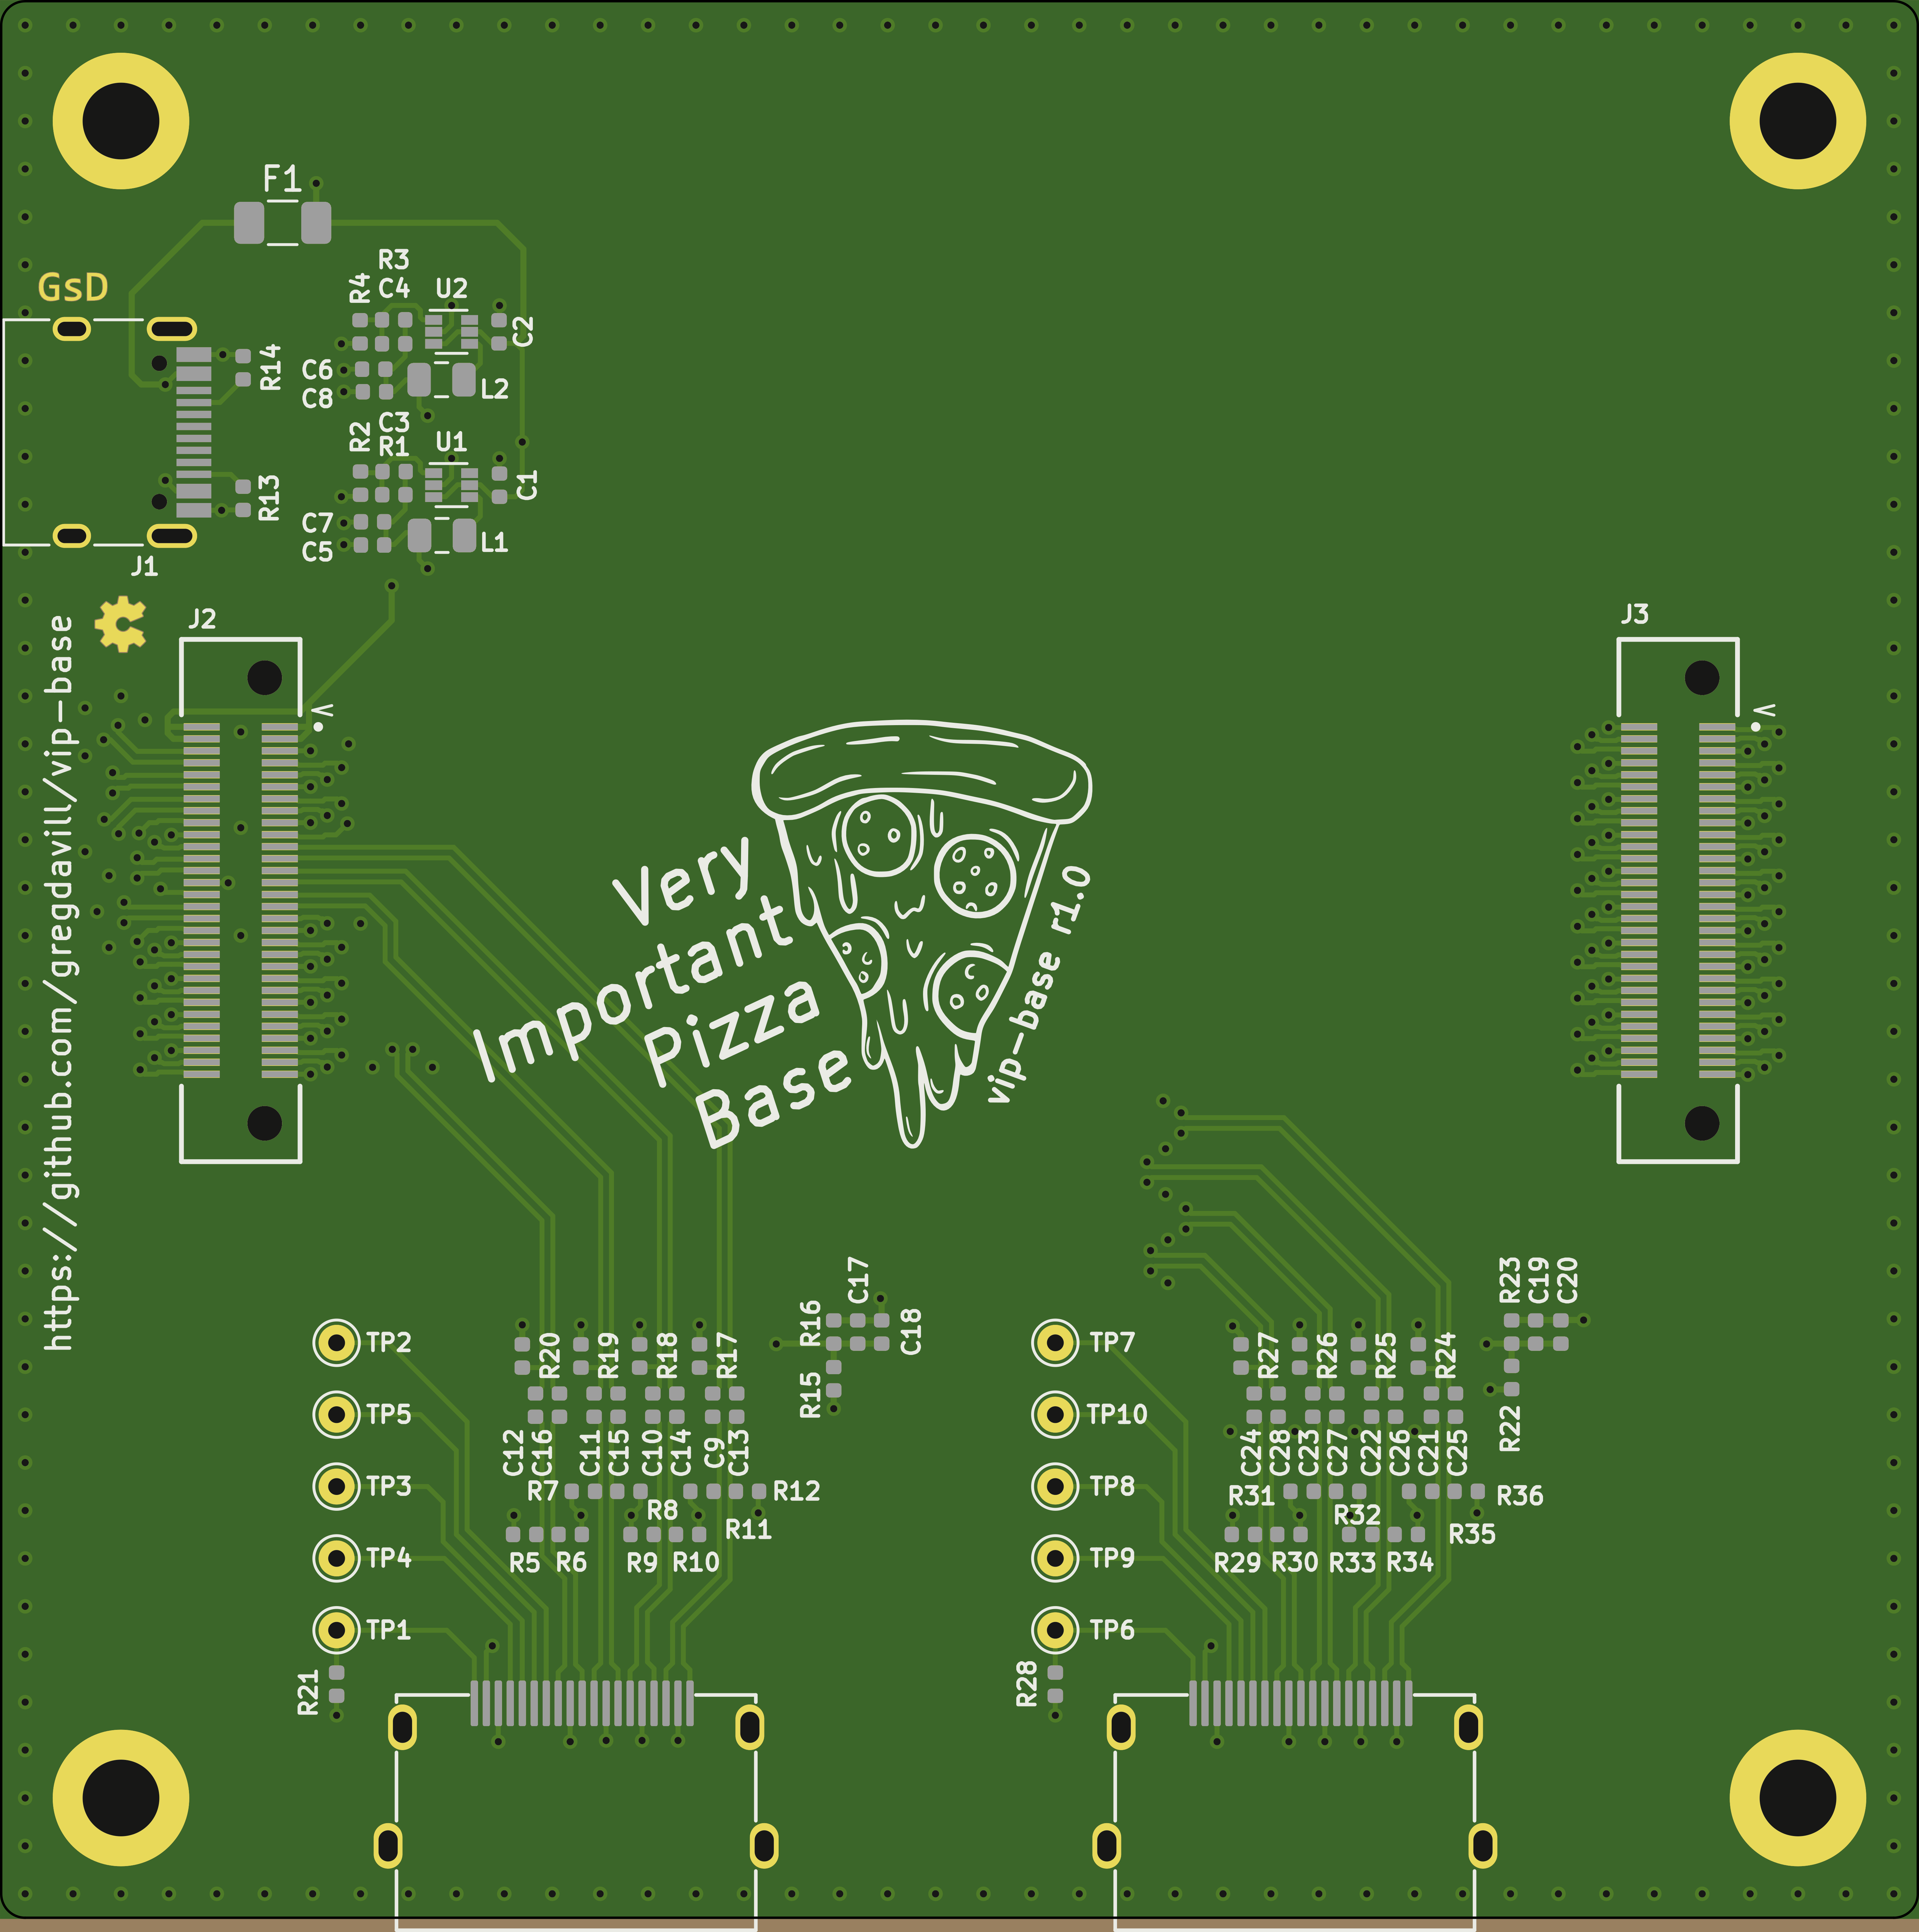 F1
GsD
R3
R4
C4
U2
C2
C6
C8
L2
R14
C3
R2
R1
U1
C1
R13
C7
C5
L1
J1
J2
J3
https://github.com/gregdavill/vip-base
<
<
Very
Important
Pizza
Base
vip-base r1.0
TP2
TP5
TP3
TP4
TP1
R21
R20
R19
R18
R17
R16
C17
C18
R15
C12
C16
C11
C15
C10
C14
C9
C13
R7
R8
R12
R11
R5
R6
R9
R10
TP7
TP10
TP8
TP9
TP6
R28
R27
R26
R25
R24
R23
C19
C20
R22
C24
C28
C23
C27
C22
C26
C21
C25
R31
R32
R36
R35
R29
R30
R33
R34